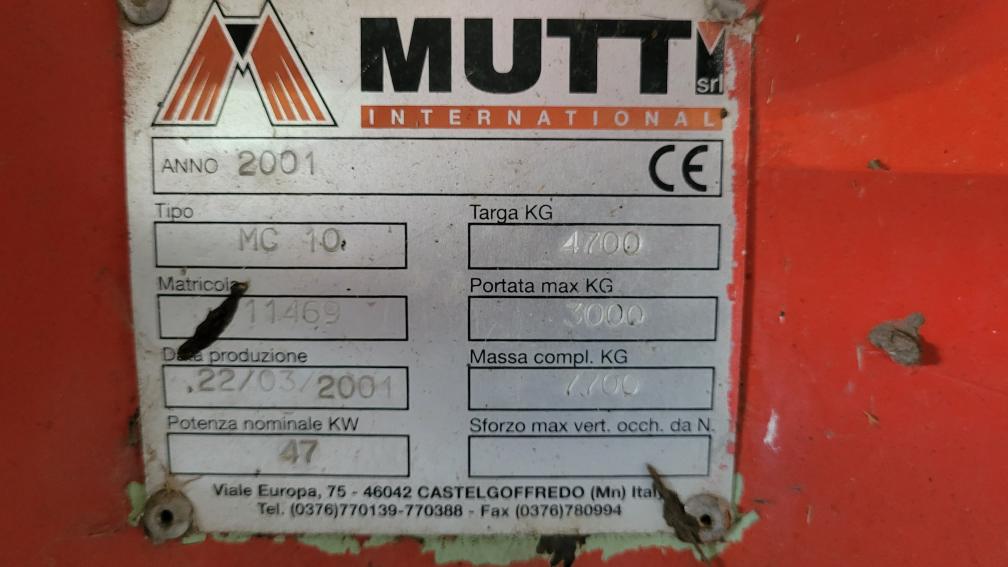 MUTTI
srl
INTERNATIONAL
ANNO 2001 CE
Tipo
MC 10
Targa KG
4700
Matricola
11469
Portata max KG
3000
Data produzione
22/03/2001
Massa compl. KG
7700
Potenza nominale KW
47
Sforzo max vert. occh. da N.
Viale Europa, 75 - 46042 CASTELGOFFREDO (Mn)
Tel. (0376)770139-770388 - Fax (0376)780994